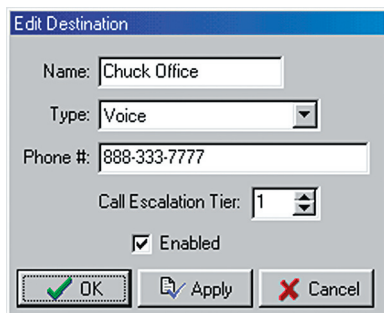 Edit Destination
Name: Chuck Office
Type: Voice
Phone #: 888-333-7777
Call Escalation Tier: 1
Enabled
OK Apply Cancel